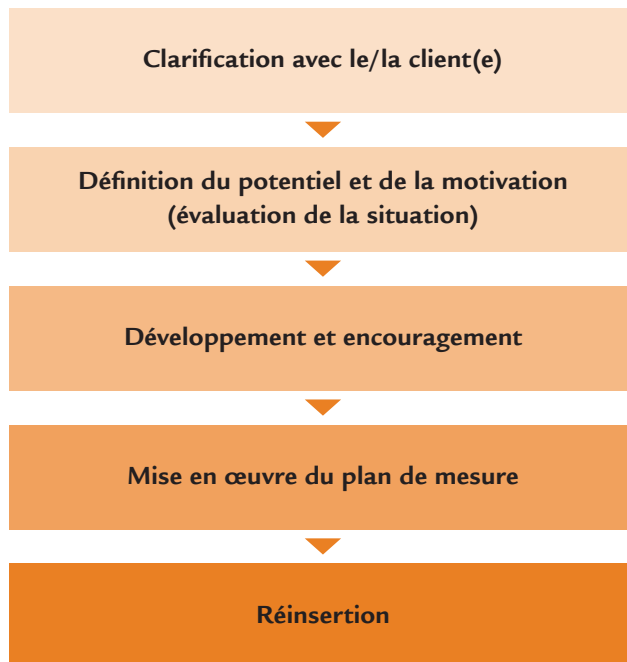 Clarification avec le/la client(e)
Définition du potentiel et de la motivation
(évaluation de la situation)
Développement et encouragement
Mise en œuvre du plan de mesure
Réinsertion